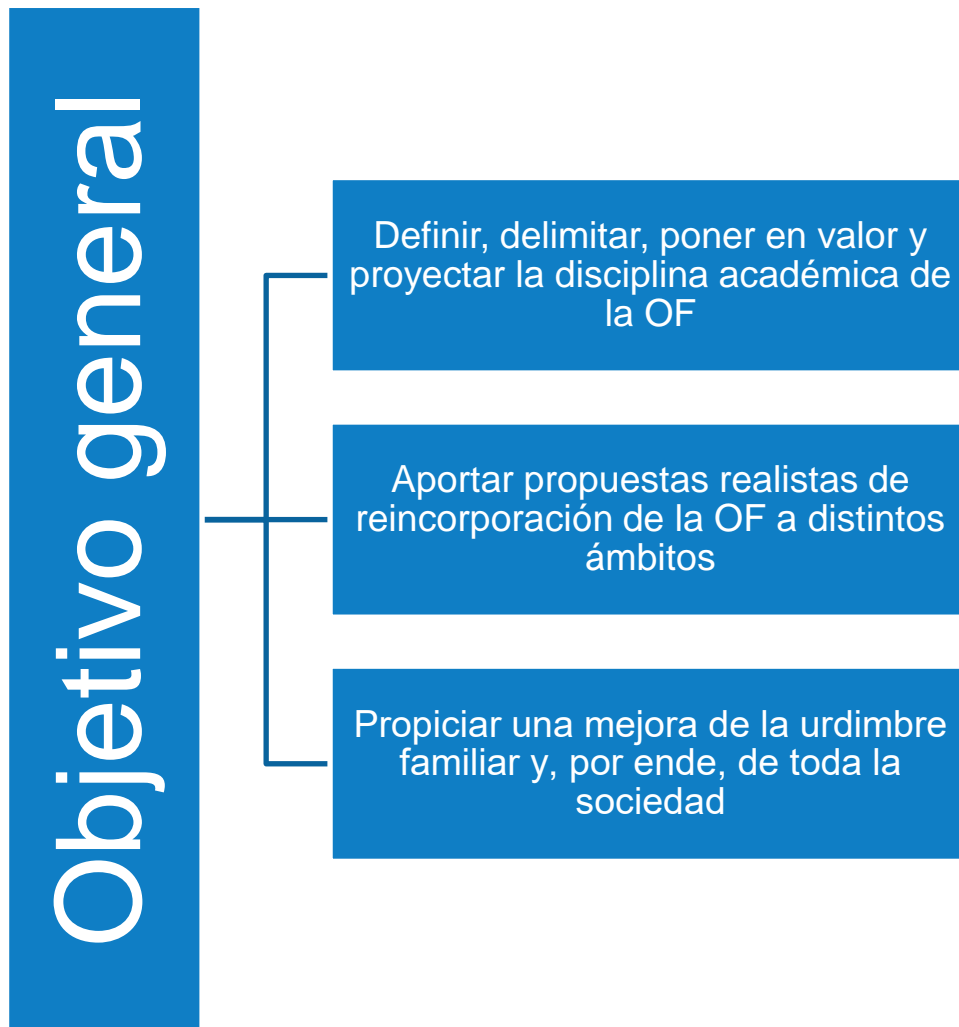 Objetivo general
Definir, delimitar, poner en valor y
proyectar la disciplina académica de
la OF
Aportar propuestas realistas de
reincorporación de la OF a distintos
ámbitos
Propiciar una mejora de la urdimbre
familiar y, por ende, de toda la
sociedad